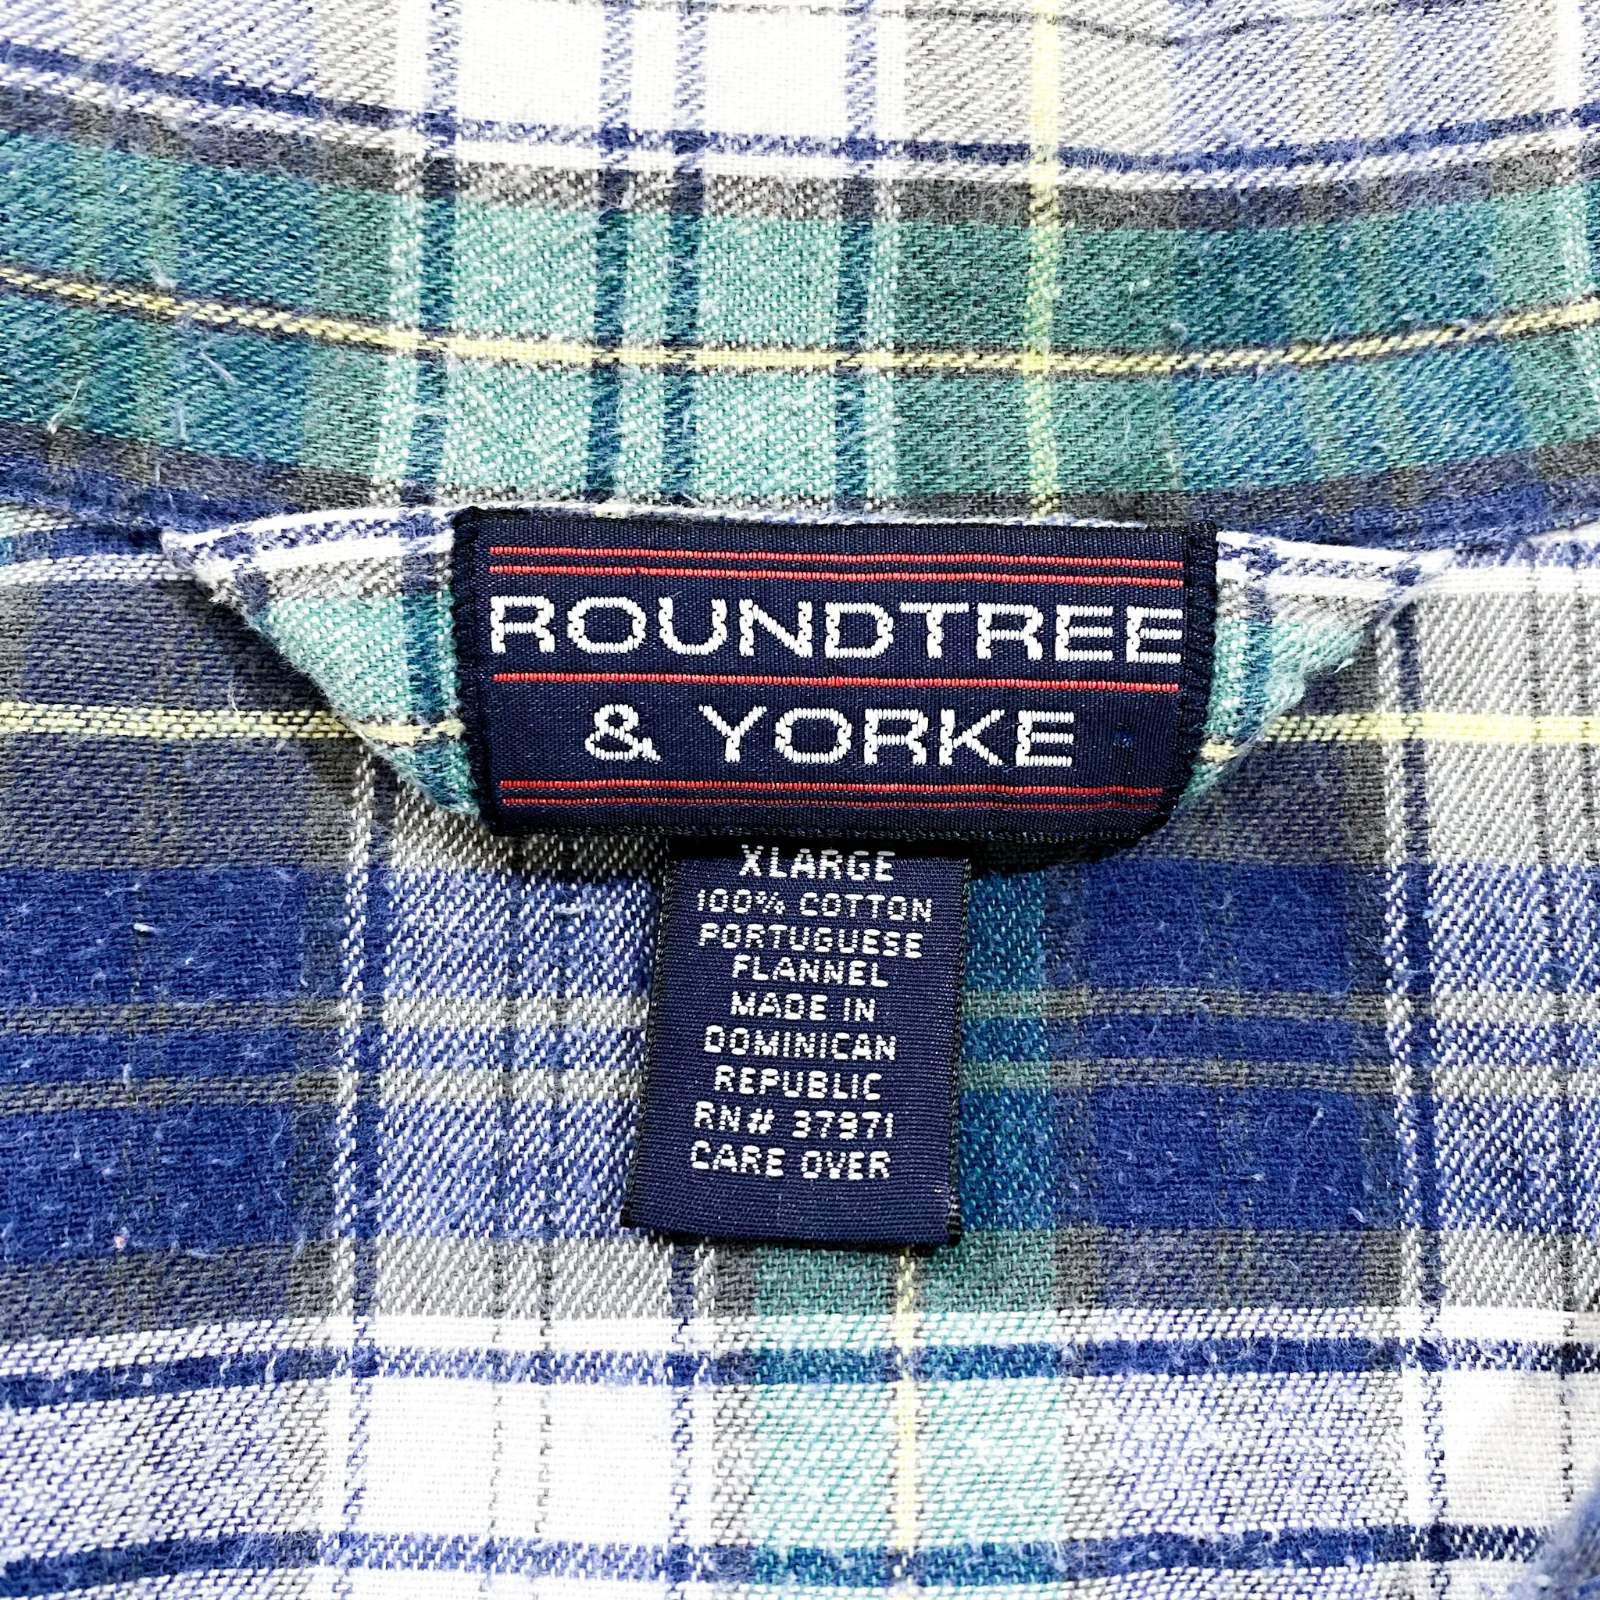 ROUNDTREE
& YORKE
XLARGE
100% COTTON
PORTUGUESE
FLANNEL
MADE IN
DOMINICAN
REPUBLIC
RN# 37971
CARE OVER